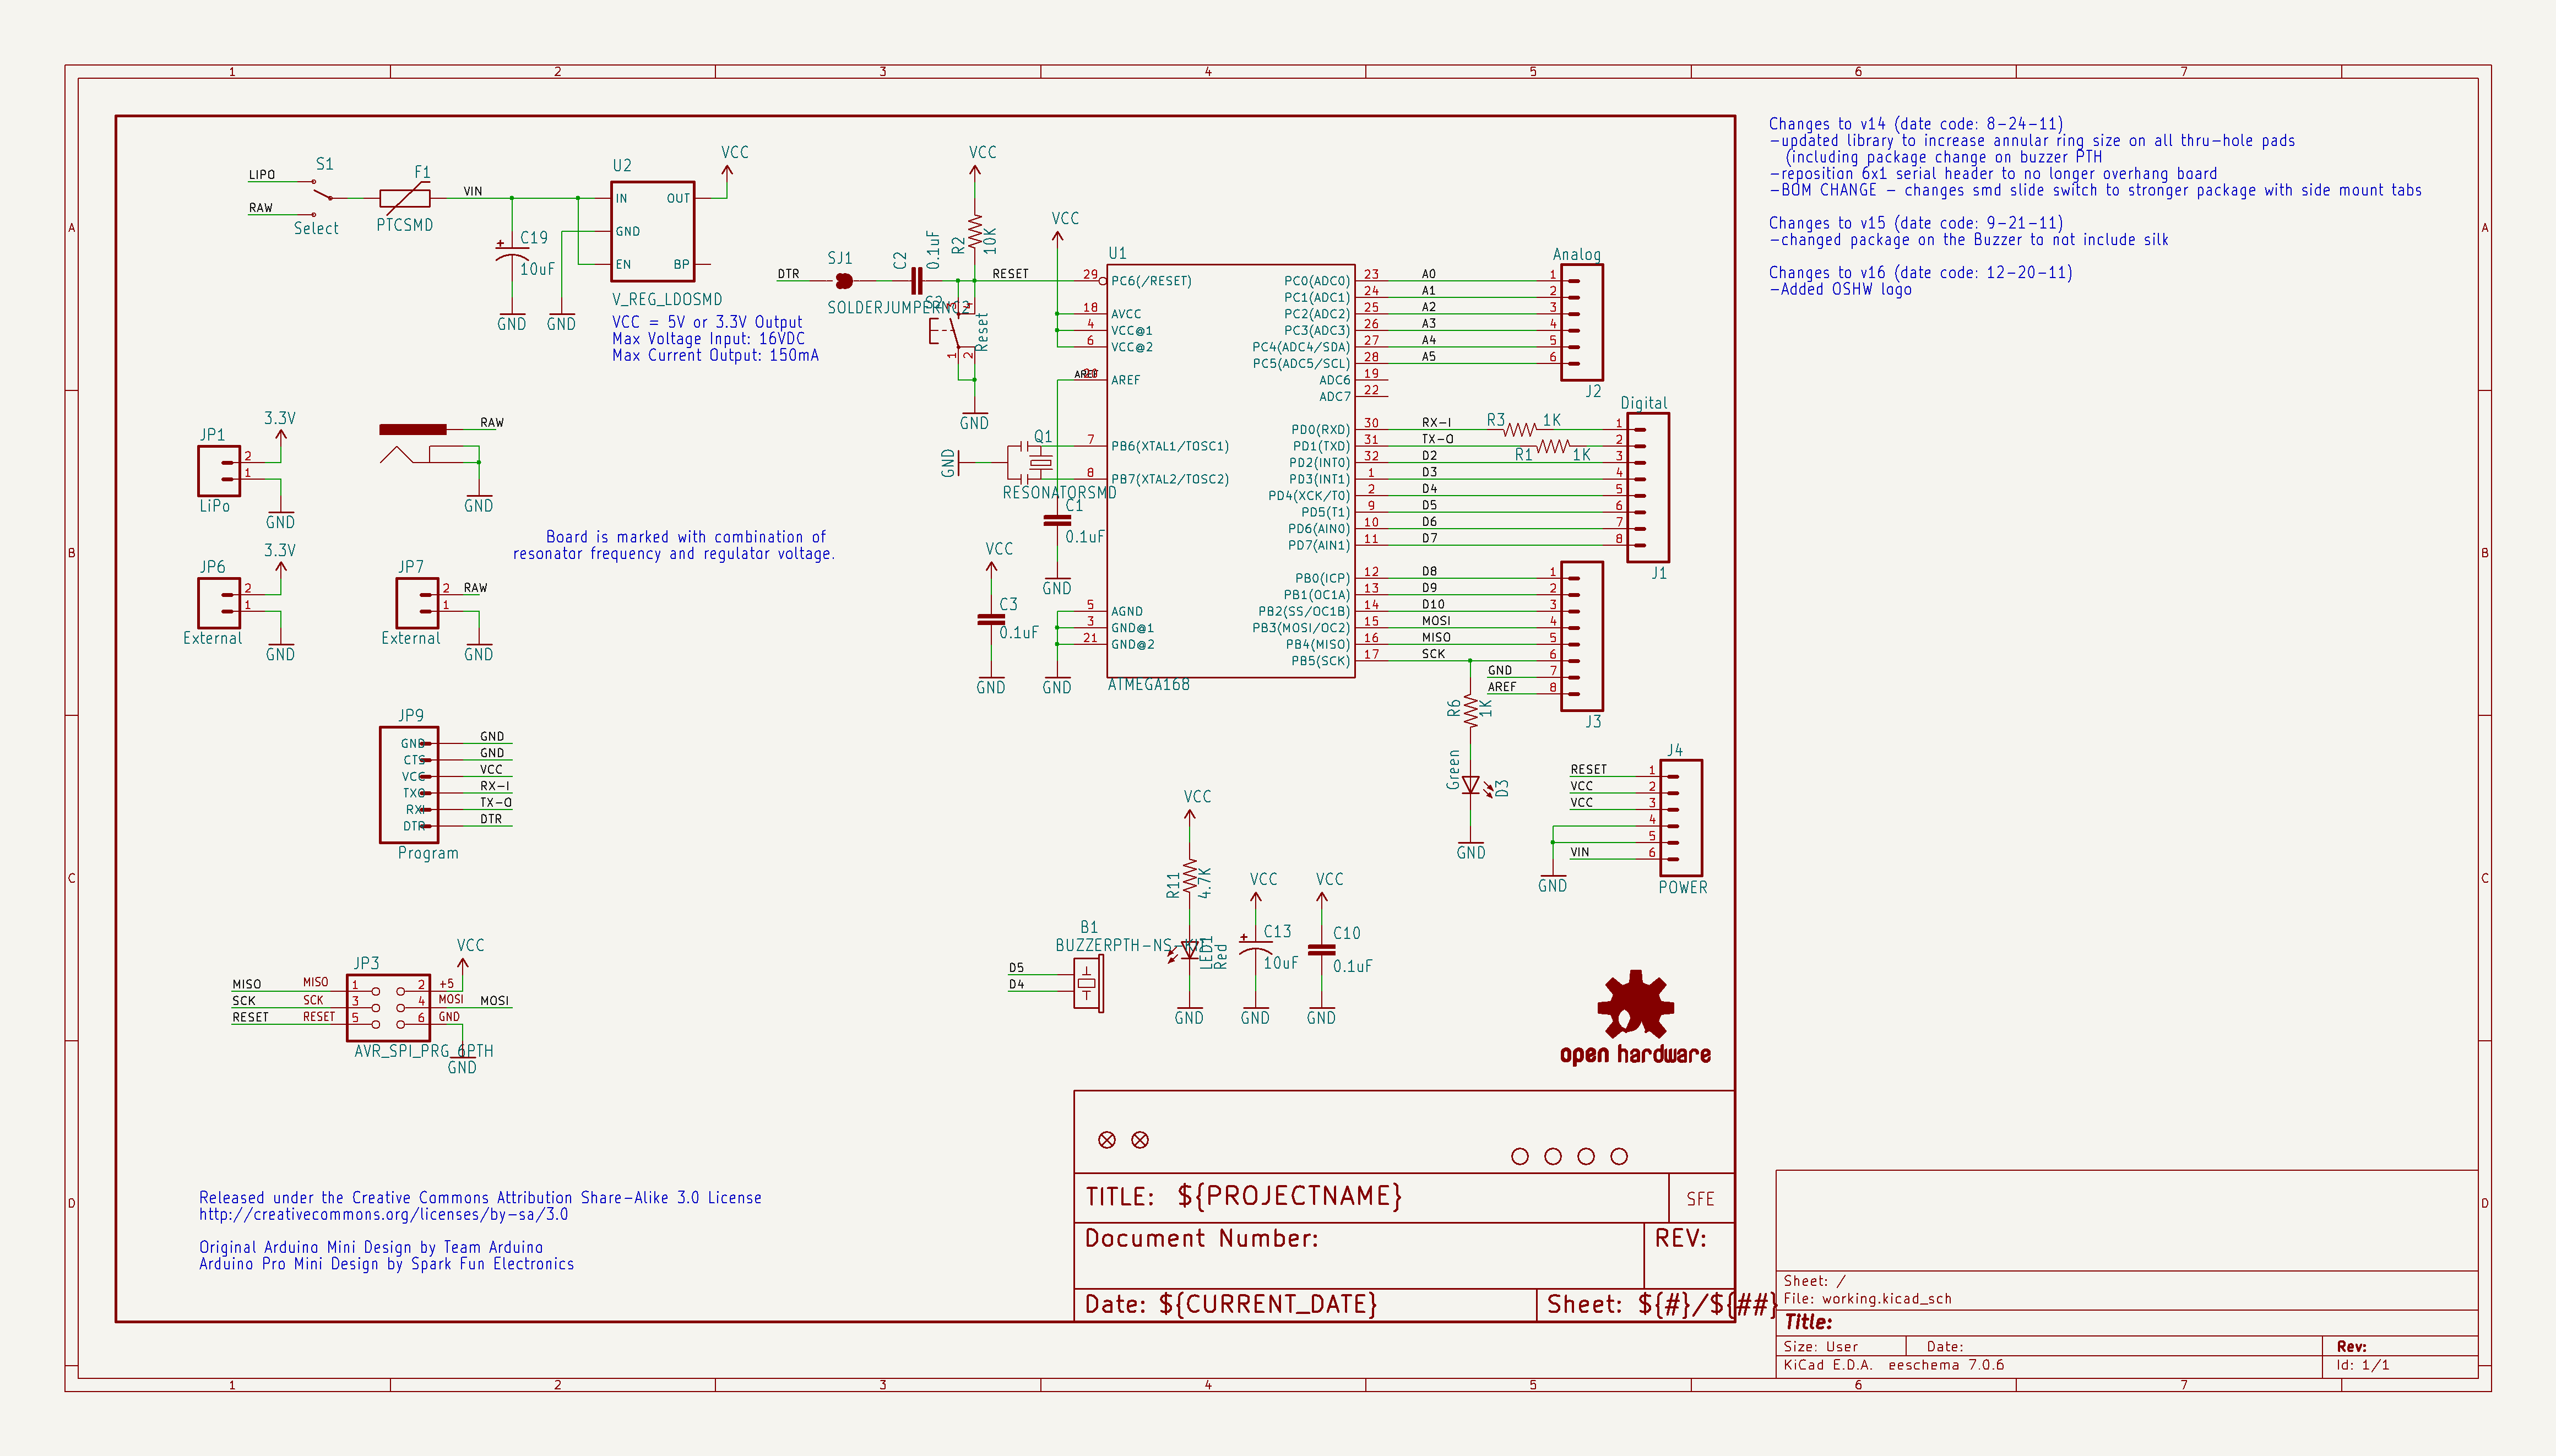 1 2 3 4 5 6 7
A A
B B
C C
D D
1 2 3 4 5 6 7
Changes to v14 (date code: 8-24-11)
-updated library to increase annular ring size on all thru-hole pads
(including package change on buzzer PTH
-reposition 6x1 serial header to no longer overhang board
-BOM CHANGE - changes smd slide switch to stronger package with side mount tabs
Changes to v15 (date code: 9-21-11)
-changed package on the Buzzer to not include silk
Changes to v16 (date code: 12-20-11)
-Added OSHW logo
S1
LIPO
RAW
Select
F1
PTCSMD
VIN
C19
10uF
GND
GND
U2
IN OUT
GND
EN BP
VCC
V_REG_LDOSMD
VCC = 5V or 3.3V Output
Max Voltage Input: 16VDC
Max Current Output: 150mA
DTR
SJ1
SOLDERJUMPERNC2
C2
0.1uF
VCC
R2
10K
RESET
S2
Reset
1 2
GND
VCC
U1
29 PC6(/RESET)
18 AVCC
4 VCC@1
6 VCC@2
AREF
20 AREF
7 PB6(XTAL1/TOSC1)
8 PB7(XTAL2/TOSC2)
5 AGND
3 GND@1
21 GND@2
ATMEGA168
Q1
GND
RESONATORSMD
C1
0.1uF
GND
VCC
C3
0.1uF
GND
GND
PC0(ADC0) 23 A0
PC1(ADC1) 24 A1
PC2(ADC2) 25 A2
PC3(ADC3) 26 A3
PC4(ADC4/SDA) 27 A4
PC5(ADC5/SCL) 28 A5
ADC6 19
ADC7 22
PD0(RXD) 30 RX-I
PD1(TXD) 31 TX-O
PD2(INT0) 32 D2
PD3(INT1) 1 D3
PD4(XCK/T0) 2 D4
PD5(T1) 9 D5
PD6(AIN0) 10 D6
PD7(AIN1) 11 D7
PB0(ICP) 12 D8
PB1(OC1A) 13 D9
PB2(SS/OC1B) 14 D10
PB3(MOSI/OC2) 15 MOSI
PB4(MISO) 16 MISO
PB5(SCK) 17 SCK
Analog
1
2
3
4
5
6
J2
R3 1K
R1 1K
Digital
1
2
3
4
5
6
7
8
J1
1
2
3
4
5
6
GND 7
AREF 8
J3
R6
1K
Green
D3
GND
J4
RESET 1
VCC 2
VCC 3
4
5
VIN 6
GND
POWER
JP1
3.3V
2
1
LiPo
GND
RAW
GND
Board is marked with combination of
resonator frequency and regulator voltage.
JP6
3.3V
2
1
External
GND
JP7
2 RAW
1
External
GND
JP9
GND GND
CTS GND
VCC VCC
TXO RX-I
RXI TX-O
DTR DTR
Program
JP3
VCC
MISO MISO 1 2 +5
SCK SCK 3 4 MOSI MOSI
RESET RESET 5 6 GND
AVR_SPI_PRG_6PTH
GND
B1
BUZZERPTH-NS-KIT
D5
D4
VCC
R11
4.7K
LED1
Red
GND
VCC
C13
10uF
GND
VCC
C10
0.1uF
GND
open hardware
Released under the Creative Commons Attribution Share-Alike 3.0 License
http://creativecommons.org/licenses/by-sa/3.0
Original Arduino Mini Design by Team Arduino
Arduino Pro Mini Design by Spark Fun Electronics
TITLE: ${PROJECTNAME}
SFE
Document Number:
REV:
Date: ${CURRENT_DATE}
Sheet: ${#}/${##}
Sheet: /
File: working.kicad_sch
Title:
Size: User Date: Rev:
KiCad E.D.A. eeschema 7.0.6 Id: 1/1